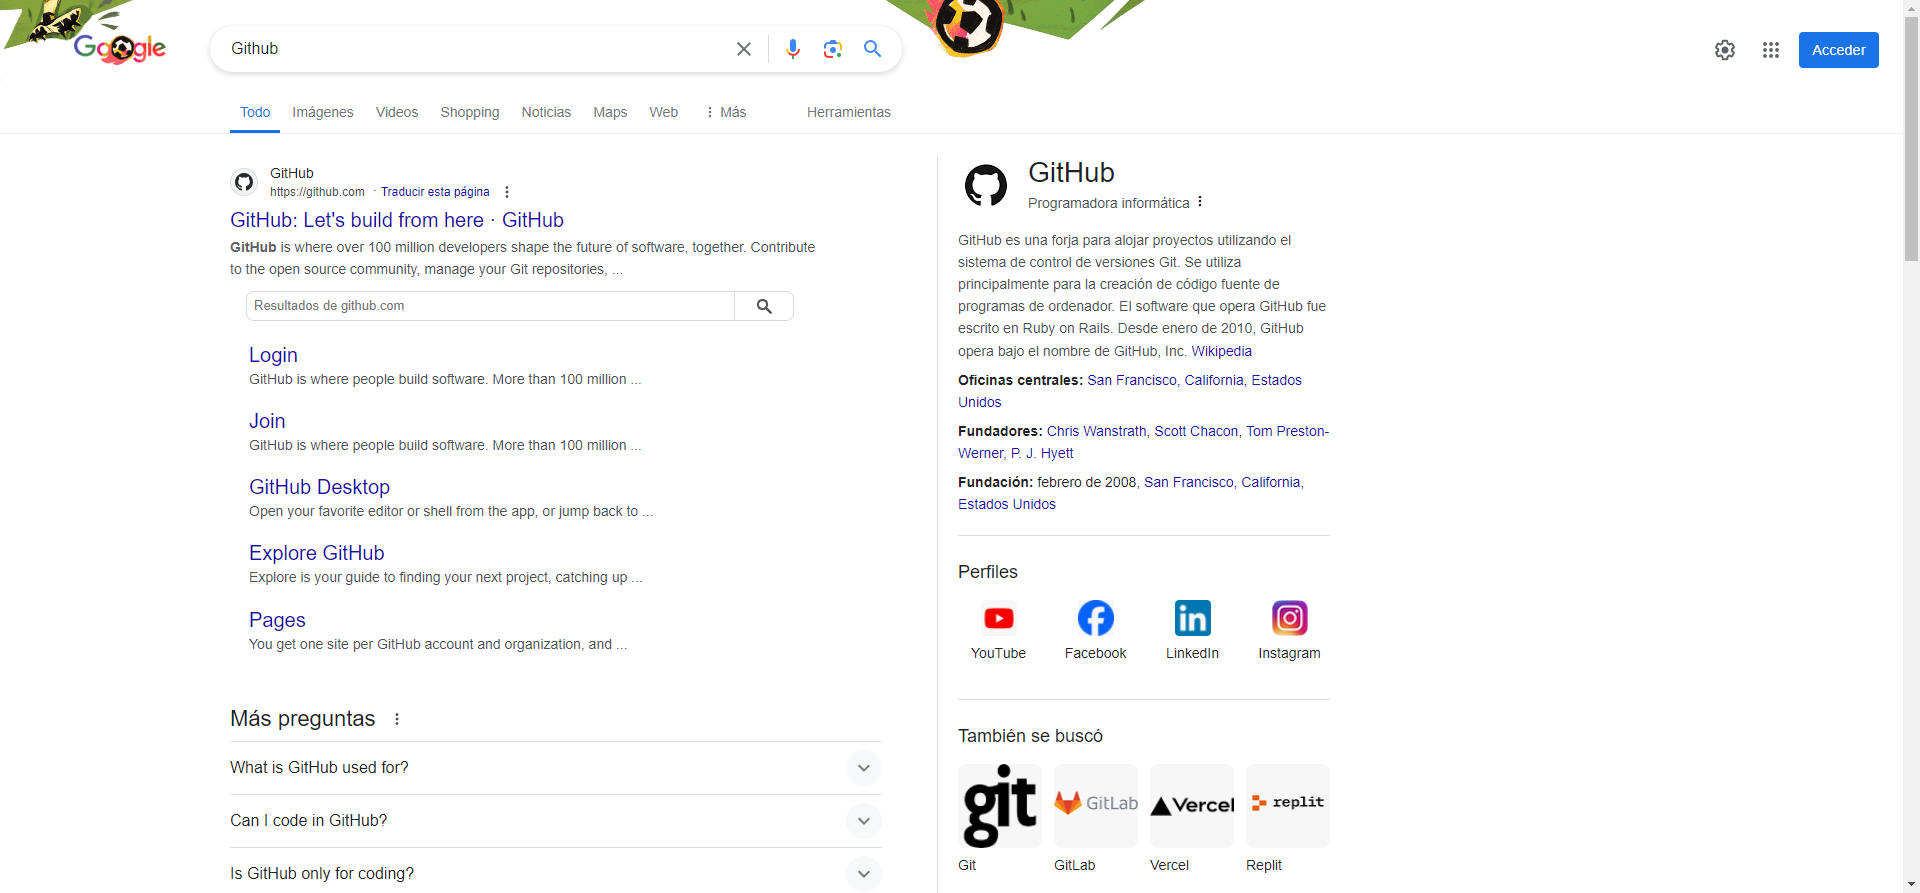 Google
Github
Acceder
Todo Imágenes Videos Shopping Noticias Maps Web Más Herramientas
GitHub
https://github.com · Traducir esta página
GitHub: Let's build from here · GitHub
GitHub is where over 100 million developers shape the future of software, together. Contribute
to the open source community, manage your Git repositories, ...
Resultados de github.com
Login
GitHub is where people build software. More than 100 million ...
Join
GitHub is where people build software. More than 100 million ...
GitHub Desktop
Open your favorite editor or shell from the app, or jump back to ...
Explore GitHub
Explore is your guide to finding your next project, catching up ...
Pages
You get one site per GitHub account and organization, and ...
Más preguntas
What is GitHub used for?
Can I code in GitHub?
Is GitHub only for coding?
GitHub
Programadora informática
GitHub es una forja para alojar proyectos utilizando el
sistema de control de versiones Git. Se utiliza
principalmente para la creación de código fuente de
programas de ordenador. El software que opera GitHub fue
escrito en Ruby on Rails. Desde enero de 2010, GitHub
opera bajo el nombre de GitHub, Inc. Wikipedia
Oficinas centrales: San Francisco, California, Estados
Unidos
Fundadores: Chris Wanstrath, Scott Chacon, Tom Preston-
Werner, P. J. Hyett
Fundación: febrero de 2008, San Francisco, California,
Estados Unidos
Perfiles
YouTube Facebook LinkedIn Instagram
También se buscó
git GitLab Vercel replit
Git GitLab Vercel Replit